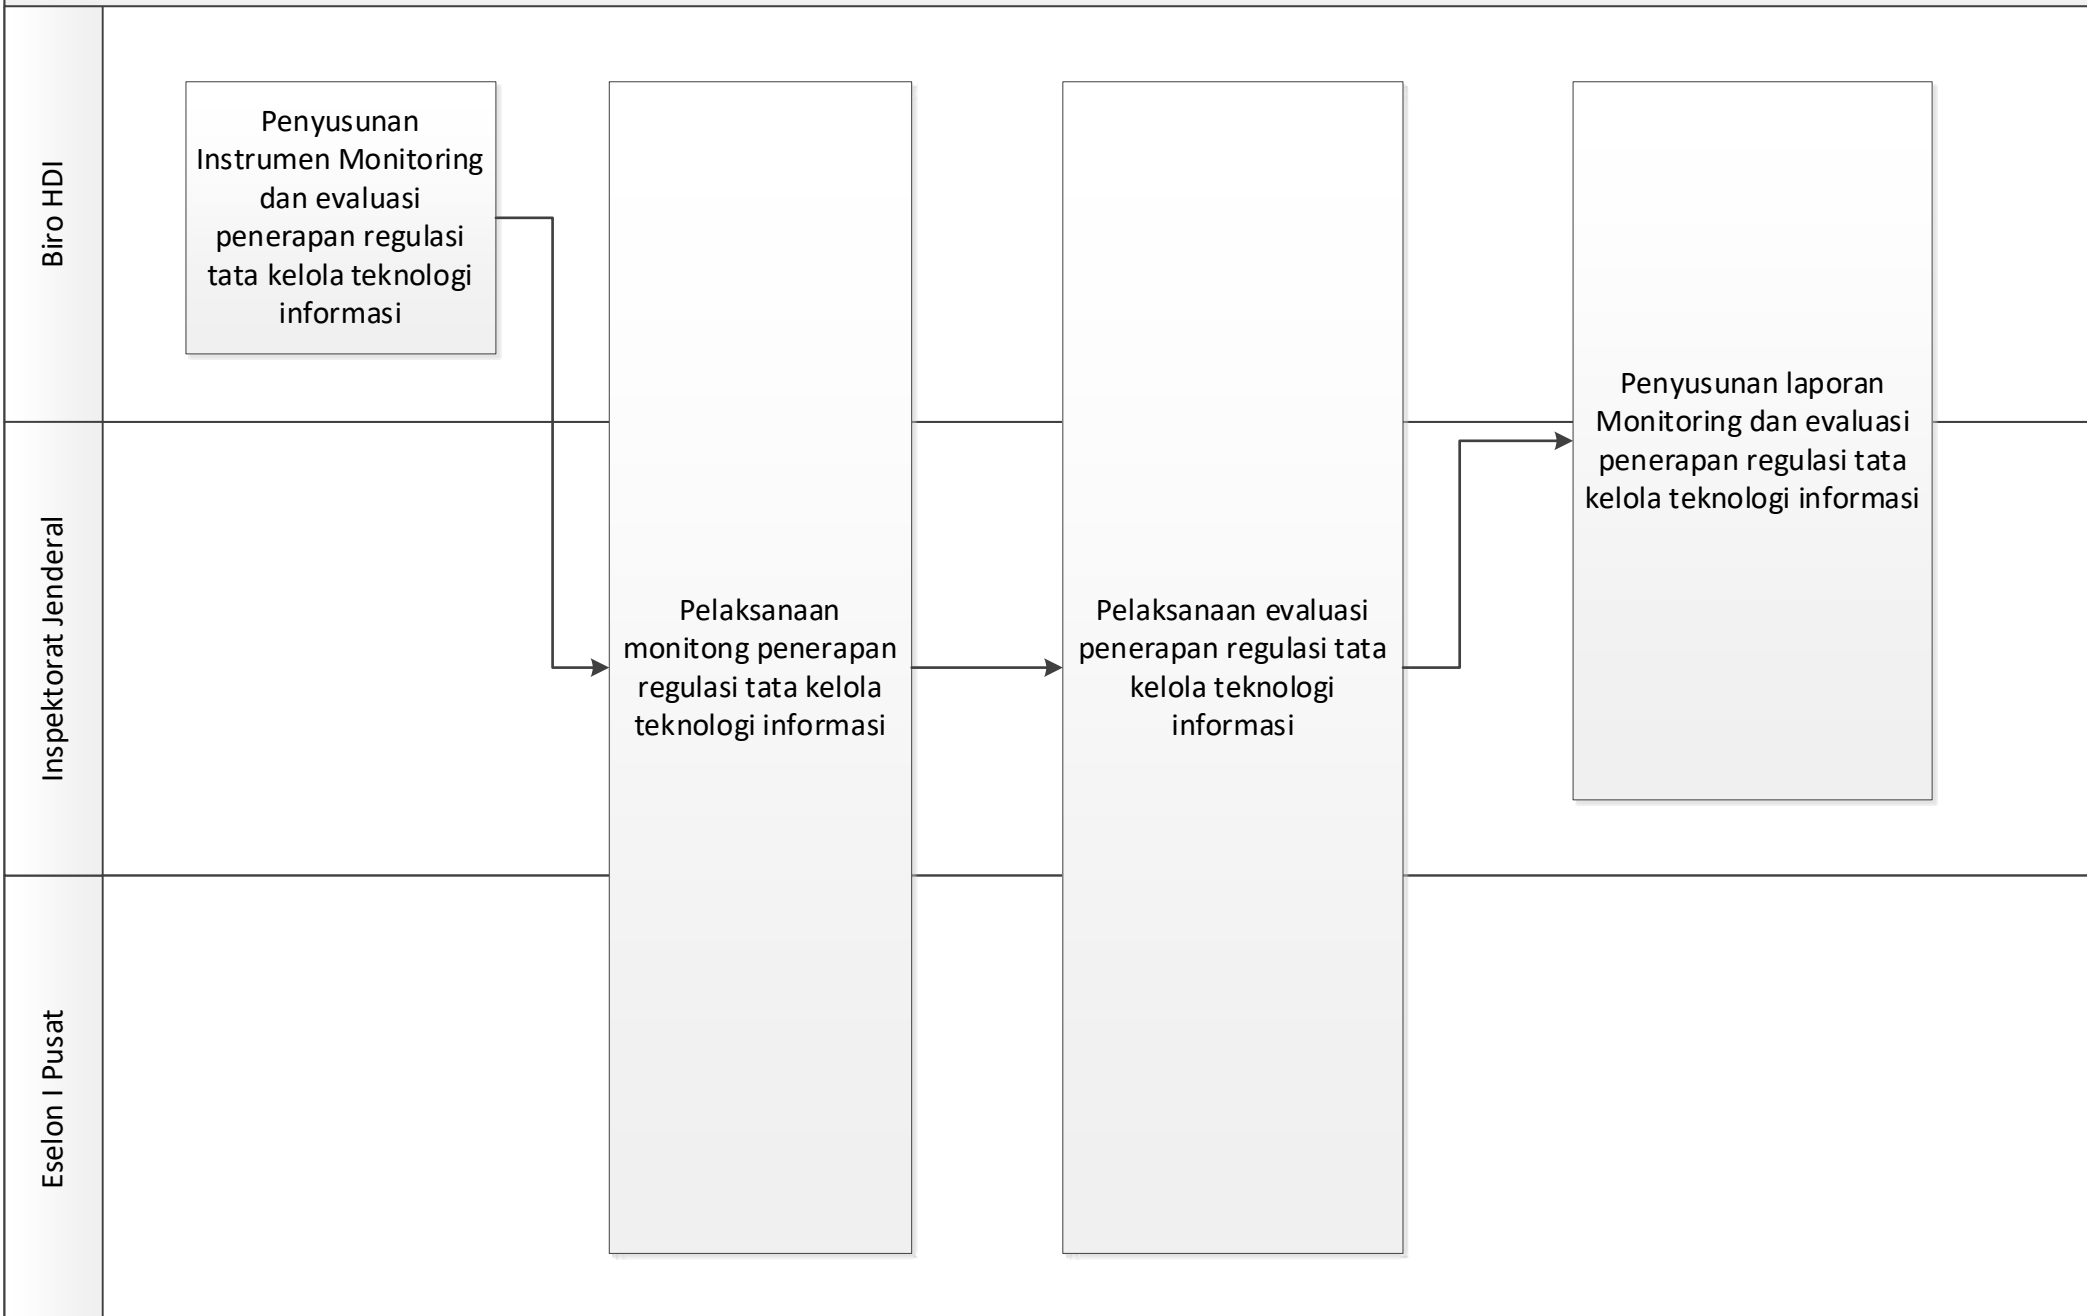 Biro HDI
Penyusunan
Instrumen Monitoring
dan evaluasi
penerapan regulasi
tata kelola teknologi
informasi
Inspektorat Jenderal
Pelaksanaan
monitong penerapan
regulasi tata kelola
teknologi informasi
Pelaksanaan evaluasi
penerapan regulasi tata
kelola teknologi
informasi
Penyusunan laporan
Monitoring dan evaluasi
penerapan regulasi tata
kelola teknologi informasi
Eselon I Pusat